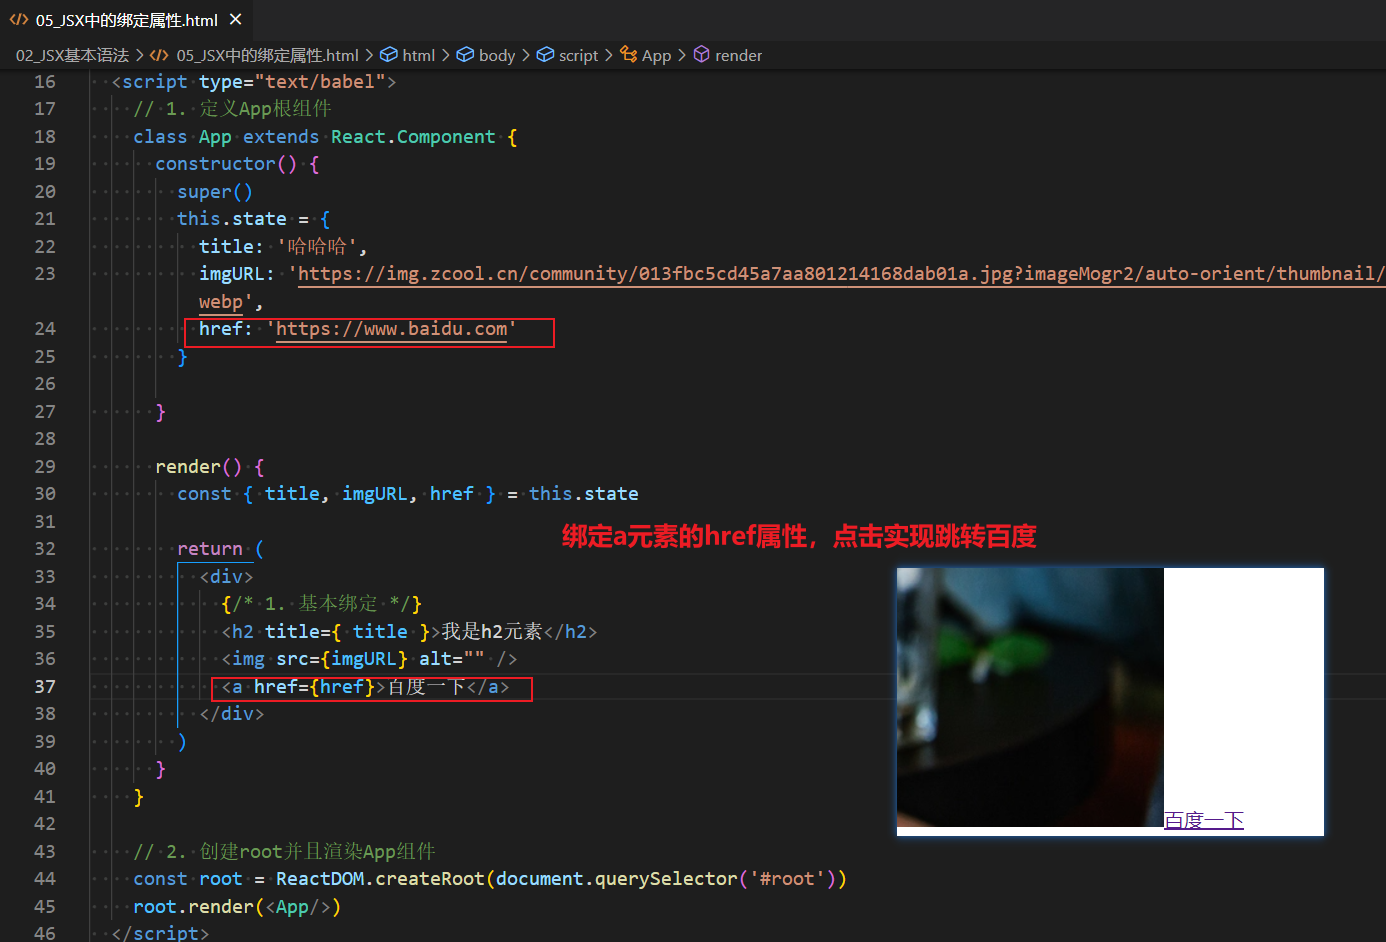 05_JSX中的绑定属性.html
02_JSX基本语法 > 05_JSX中的绑定属性.html > html > body > script > App > render
16 <script type="text/babel">
17 // 1. 定义App根组件
18 class App extends React.Component {
19 constructor() {
20 super()
21 this.state = {
22 title: '哈哈哈',
23 imgURL: 'https://img.zcool.cn/community/013fbc5cd45a7aa801214168dab01a.jpg?imageMogr2/auto-orient/thumbnail/
webp',
24 href: 'https://www.baidu.com'
25 }
26
27 }
28
29 render() {
30 const { title, imgURL, href } = this.state
31
绑定a元素的href属性，点击实现跳转百度
32 return (
33 <div>
34 {/* 1. 基本绑定 */}
35 <h2 title={ title }>我是h2元素</h2>
36 <img src={imgURL} alt="" />
37 <a href={href}>百度一下</a>
38 </div>
39 )
40 }
41 }
百度一下
42
43 // 2. 创建root并且渲染App组件
44 const root = ReactDOM.createRoot(document.querySelector('#root'))
45 root.render(<App/>)
46 </script>